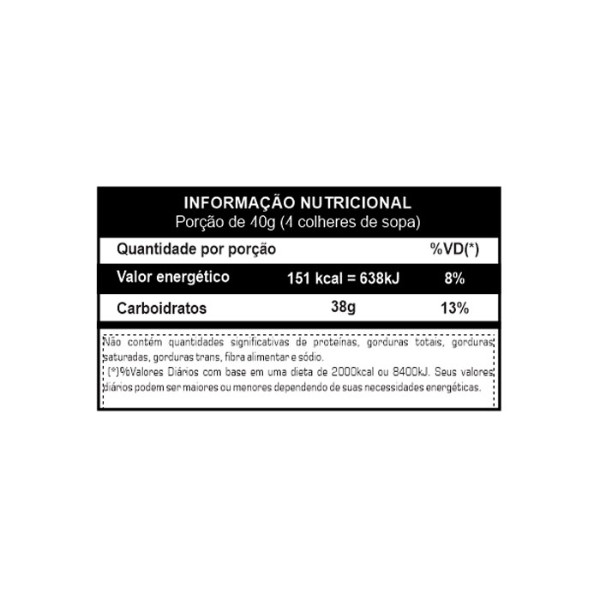 INFORMAÇÃO NUTRICIONAL
Porção de 40g (4 colheres de sopa)
Quantidade por porção %VD(*)
Valor energético 151 kcal = 638kJ 8%
Carboidratos 38g 13%
Não contém quantidades significativas de proteínas, gorduras totais, gorduras
saturadas, gorduras trans, fibra alimentar e sódio.
(*)%Valores Diários com base em uma dieta de 2000kcal ou 8400kJ. Seus valores
diários podem ser maiores ou menores dependendo de suas necessidades energéticas.